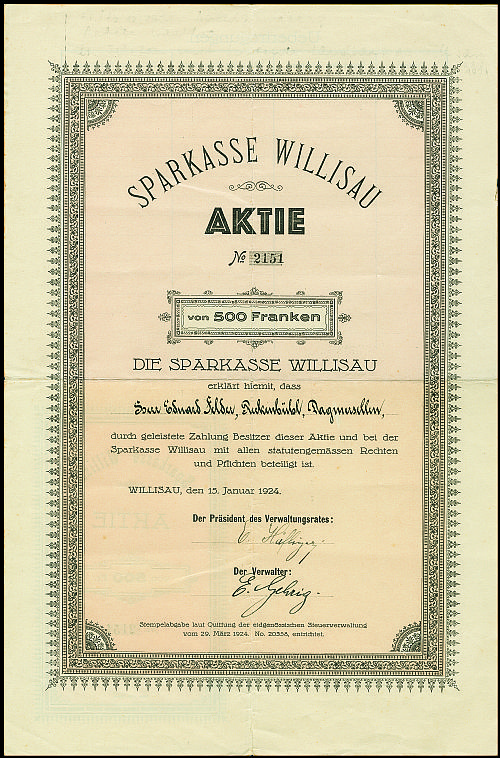 SPARKASSE WILLISAU
AKTIE
No 2151
von 500 Franken
DIE SPARKASSE WILLISAU
erklärt hiemit, dass
Herr Eduard Felder, Dagmersellen,
durch geleistete Zahlung Besitzer dieser Aktie und bei der
Sparkasse Willisau mit allen statutengemässen Rechten
und Pflichten beteiligt ist.
WILLISAU, den 15. Januar 1924.
Der Präsident des Verwaltungsrates:
Der Verwalter:
E. Gehrig.
Stempelabgabe laut Quittung der eidgenössischen Steuerverwaltung
vom 29. März 1924. No. 20358, entrichtet.